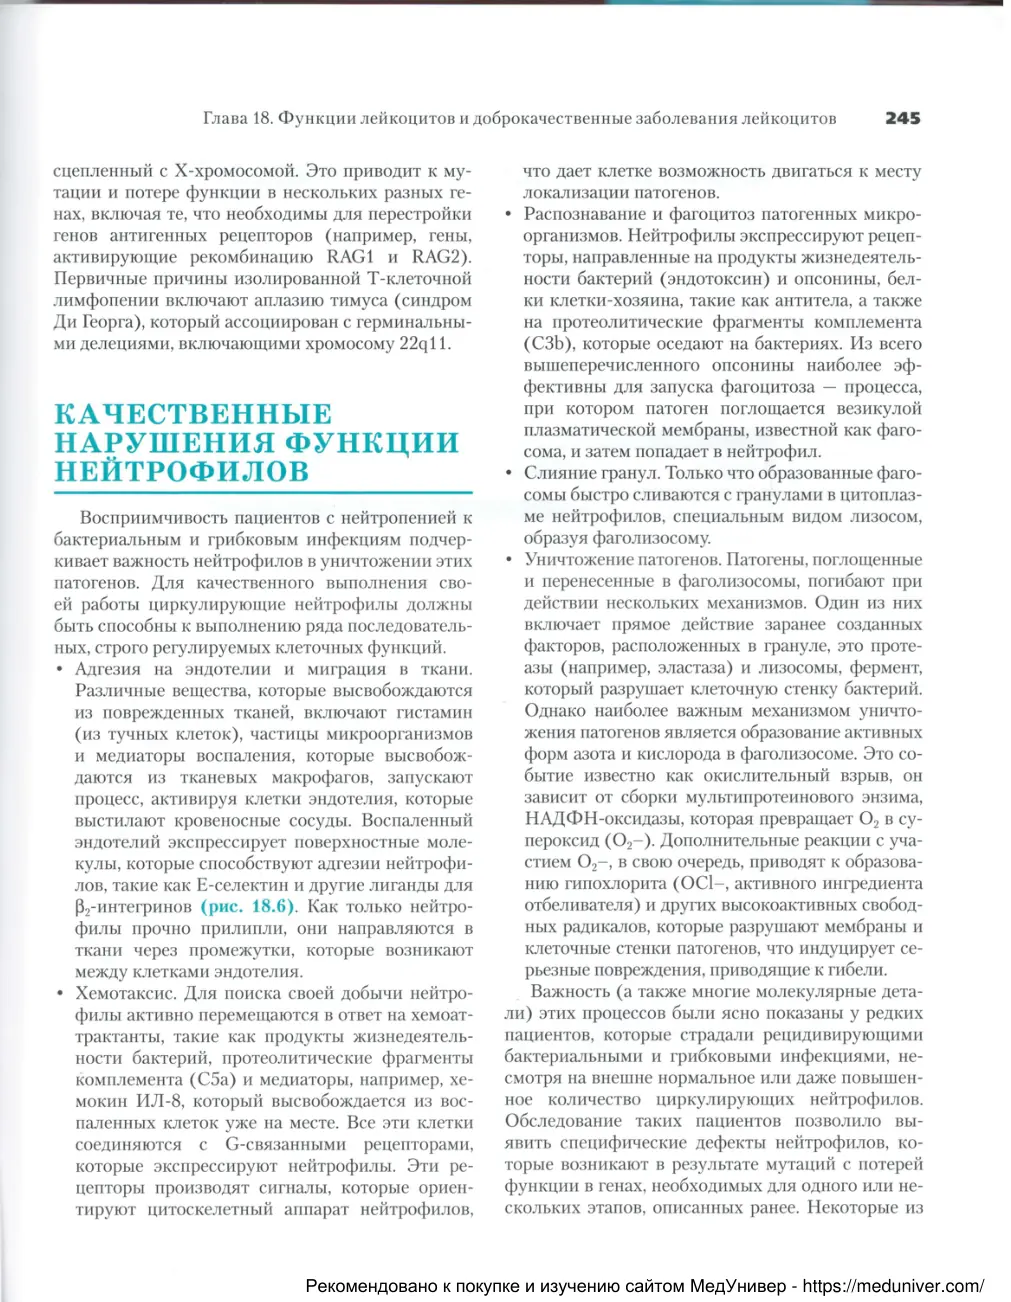 Глава 18. Функции лейкоцитов и доброкачественные заболевания лейкоцитов 245
сцепленный с X-хромосомой. Это приводит к му-
тации и потере функции в нескольких разных ге-
нах, включая те, что необходимы для перестройки
генов антигенных рецепторов (например, гены,
активирующие рекомбинацию RAG1 и RAG2).
Первичные причины изолированной Т-клеточной
лимфопении включают аплазию тимуса (синдром
Ди Георга), который ассоциирован с герминальны-
ми делециями, включающими хромосому 22q11.
КАЧЕСТВЕННЫЕ
НАРУШЕНИЯ ФУНКЦИИ
НЕЙТРОФИЛОВ
Восприимчивость пациентов с нейтропенией к
бактериальным и грибковым инфекциям подчер-
кивает важность нейтрофилов в уничтожении этих
патогенов. Для качественного выполнения сво-
ей работы циркулирующие нейтрофилы должны
быть способны к выполнению ряда последователь-
ных, строго регулируемых клеточных функций.
• Адгезия на эндотелии и миграция в ткани.
Различные вещества, которые высвобождаются
из поврежденных тканей, включают гистамин
(из тучных клеток), частицы микроорганизмов
и медиаторы воспаления, которые высвобож-
даются из тканевых макрофагов, запускают
процесс, активируя клетки эндотелия, которые
выстилают кровеносные сосуды. Воспаленный
эндотелий экспрессирует поверхностные моле-
кулы, которые способствуют адгезии нейтрофи-
лов, такие как Е-селектин и другие лиганды для
β₂-интегринов (рис. 18.6). Как только нейтро-
филы прочно прилипли, они направляются в
ткани через промежутки, которые возникают
между клетками эндотелия.
• Хемотаксис. Для поиска своей добычи нейтро-
филы активно перемещаются в ответ на хемоат-
трактанты, такие как продукты жизнедеятель-
ности бактерий, протеолитические фрагменты
комплемента (C5a) и медиаторы, например, хе-
мокин ИЛ-8, который высвобождается из вос-
паленных клеток уже на месте. Все эти клетки
соединяются с G-связанными рецепторами,
которые экспрессируют нейтрофилы. Эти ре-
цепторы производят сигналы, которые ориен-
тируют цитоскелетный аппарат нейтрофилов,
что дает клетке возможность двигаться к месту
локализации патогенов.
• Распознавание и фагоцитоз патогенных микро-
организмов. Нейтрофилы экспрессируют рецеп-
торы, направленные на продукты жизнедеятель-
ности бактерий (эндотоксин) и опсонины, бел-
ки клетки-хозяина, такие как антитела, а также
на протеолитические фрагменты комплемента
(C3b), которые оседают на бактериях. Из всего
вышеперечисленного опсонины наиболее эф-
фективны для запуска фагоцитоза — процесса,
при котором патоген поглощается везикулой
плазматической мембраны, известной как фаго-
сома, и затем попадает в нейтрофил.
• Слияние гранул. Только что образованные фаго-
сомы быстро сливаются с гранулами в цитоплаз-
ме нейтрофилов, специальным видом лизосом,
образуя фаголизосому.
• Уничтожение патогенов. Патогены, поглощенные
и перенесенные в фаголизосомы, погибают при
действии нескольких механизмов. Один из них
включает прямое действие заранее созданных
факторов, расположенных в грануле, это проте-
азы (например, эластаза) и лизосомы, фермент,
который разрушает клеточную стенку бактерий.
Однако наиболее важным механизмом уничто-
жения патогенов является образование активных
форм азота и кислорода в фаголизосоме. Это со-
бытие известно как окислительный взрыв, он
зависит от сборки мультипротеинового энзима,
НАДФН-оксидазы, которая превращает O₂ в су-
пероксид (O₂–). Дополнительные реакции с уча-
стием O₂–, в свою очередь, приводят к образова-
нию гипохлорита (OCl–, активного ингредиента
отбеливателя) и других высокоактивных свобод-
ных радикалов, которые разрушают мембраны и
клеточные стенки патогенов, что индуцирует се-
рьезные повреждения, приводящие к гибели.
Важность (а также многие молекулярные дета-
ли) этих процессов были ясно показаны у редких
пациентов, которые страдали рецидивирующими
бактериальными и грибковыми инфекциями, не-
смотря на внешне нормальное или даже повышен-
ное количество циркулирующих нейтрофилов.
Обследование таких пациентов позволило вы-
явить специфические дефекты нейтрофилов, ко-
торые возникают в результате мутаций с потерей
функции в генах, необходимых для одного или не-
скольких этапов, описанных ранее. Некоторые из
Рекомендовано к покупке и изучению сайтом МедУнивер - https://meduniver.com/